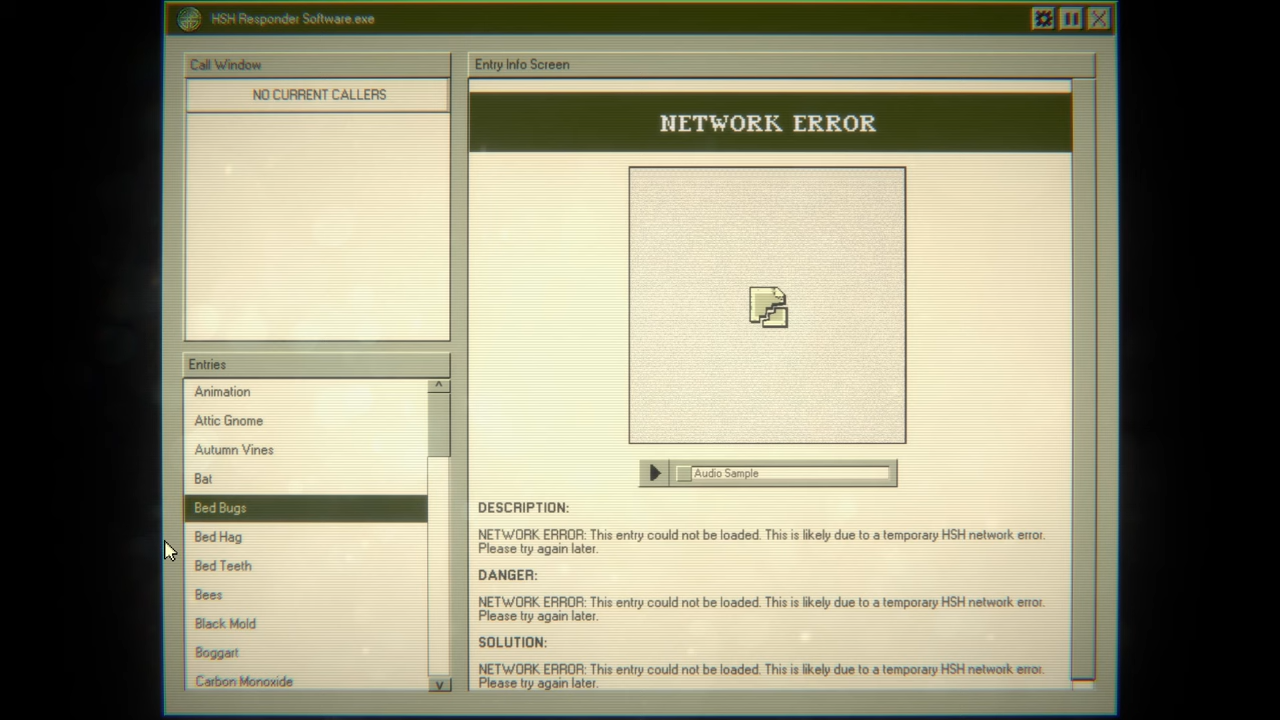 HSH Responder Software.exe
Call Window
NO CURRENT CALLERS
Entries
Animation
Attic Gnome
Autumn Vines
Bat
Bed Bugs
Bed Hag
Bed Teeth
Bees
Black Mold
Boggart
Carbon Monoxide
Entry Info Screen
NETWORK ERROR
Audio Sample
DESCRIPTION:
NETWORK ERROR: This entry could not be loaded. This is likely due to a temporary HSH network error.
Please try again later.
DANGER:
NETWORK ERROR: This entry could not be loaded. This is likely due to a temporary HSH network error.
Please try again later.
SOLUTION:
NETWORK ERROR: This entry could not be loaded. This is likely due to a temporary HSH network error.
Please try again later.